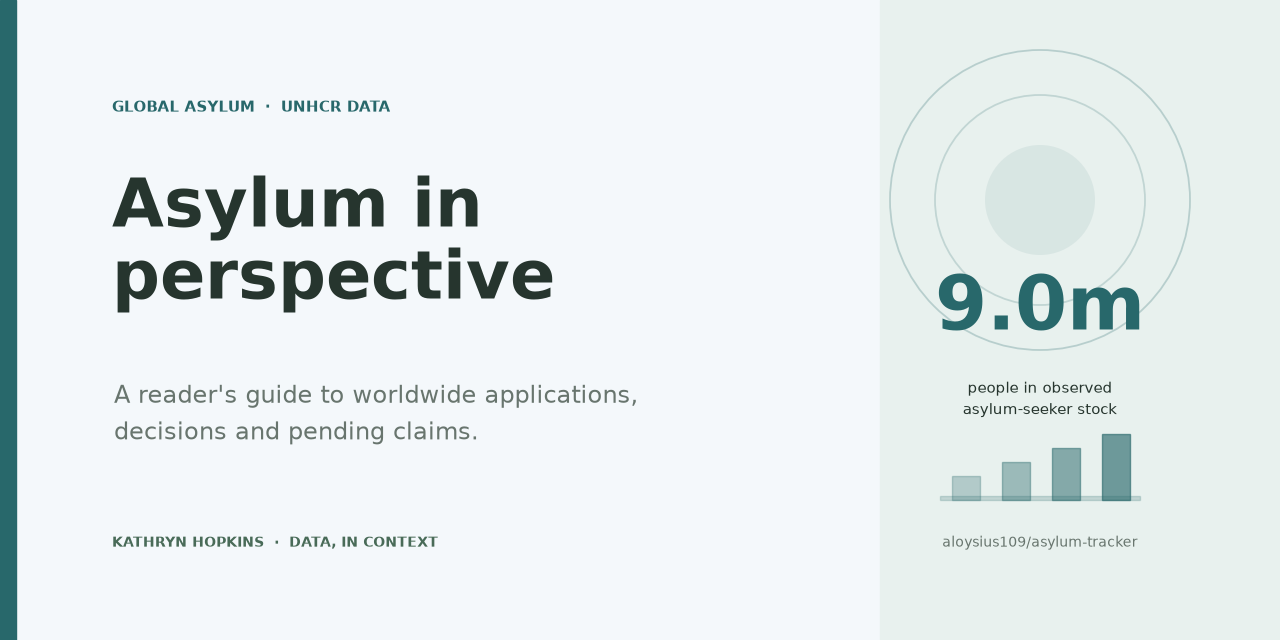 GLOBAL ASYLUM · UNHCR DATA
Asylum in
perspective
A reader's guide to worldwide applications,
decisions and pending claims.
KATHRYN HOPKINS · DATA, IN CONTEXT
9.0m
people in observed
asylum-seeker stock
aloysius109/asylum-tracker